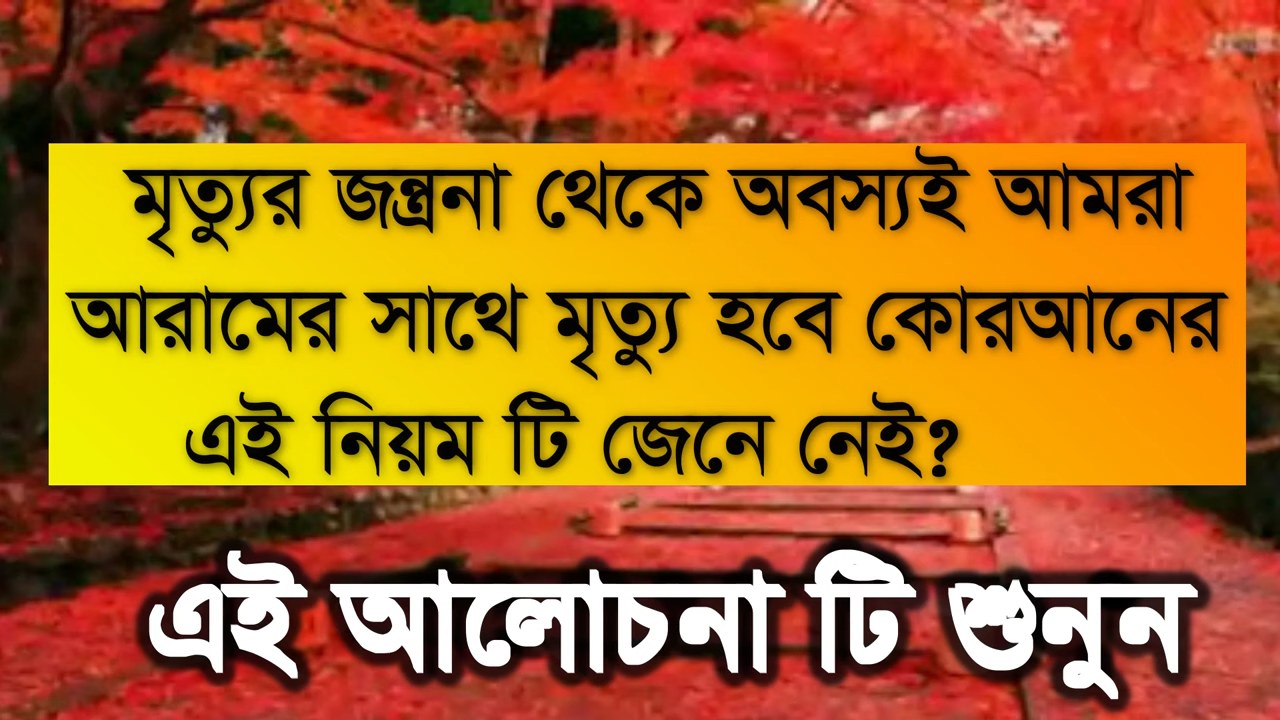 মৃত্যুর জন্ত্রনা থেকে অবস্যই আমরা
আরামের সাথে মৃত্যু হবে কোরআনের
এই নিয়ম টি জেনে নেই?
এই আলোচনা টি শুনুন